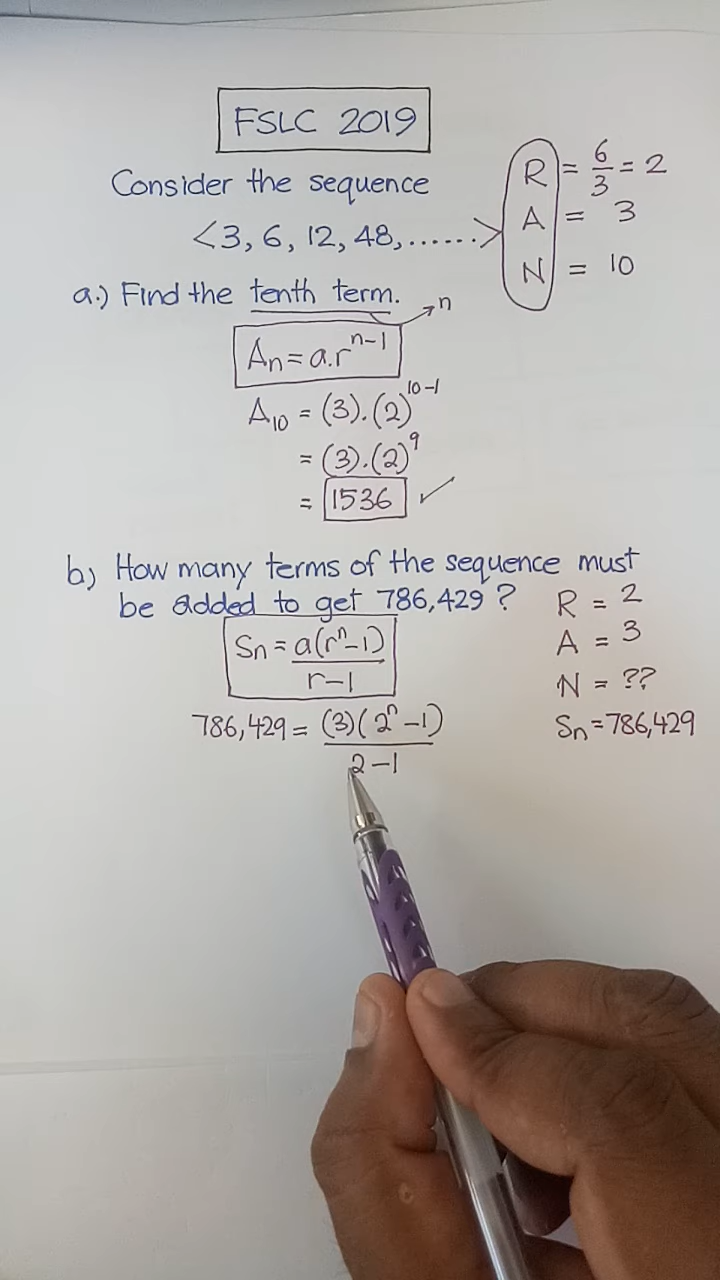 FSLC 2019
Consider the sequence
<3, 6, 12, 48,......>
R = 6/3 = 2
A = 3
N = 10
a.) Find the tenth term.
n
An = a.r^n-1
A10 = (3).(2)^10-1
= (3).(2)^9
= 1536 ✓
b) How many terms of the sequence must
be added to get 786,429?
Sn = a(r^n-1)/r-1
786,429 = (3)(2^n-1)/2-1
R = 2
A = 3
N = ??
Sn = 786,429